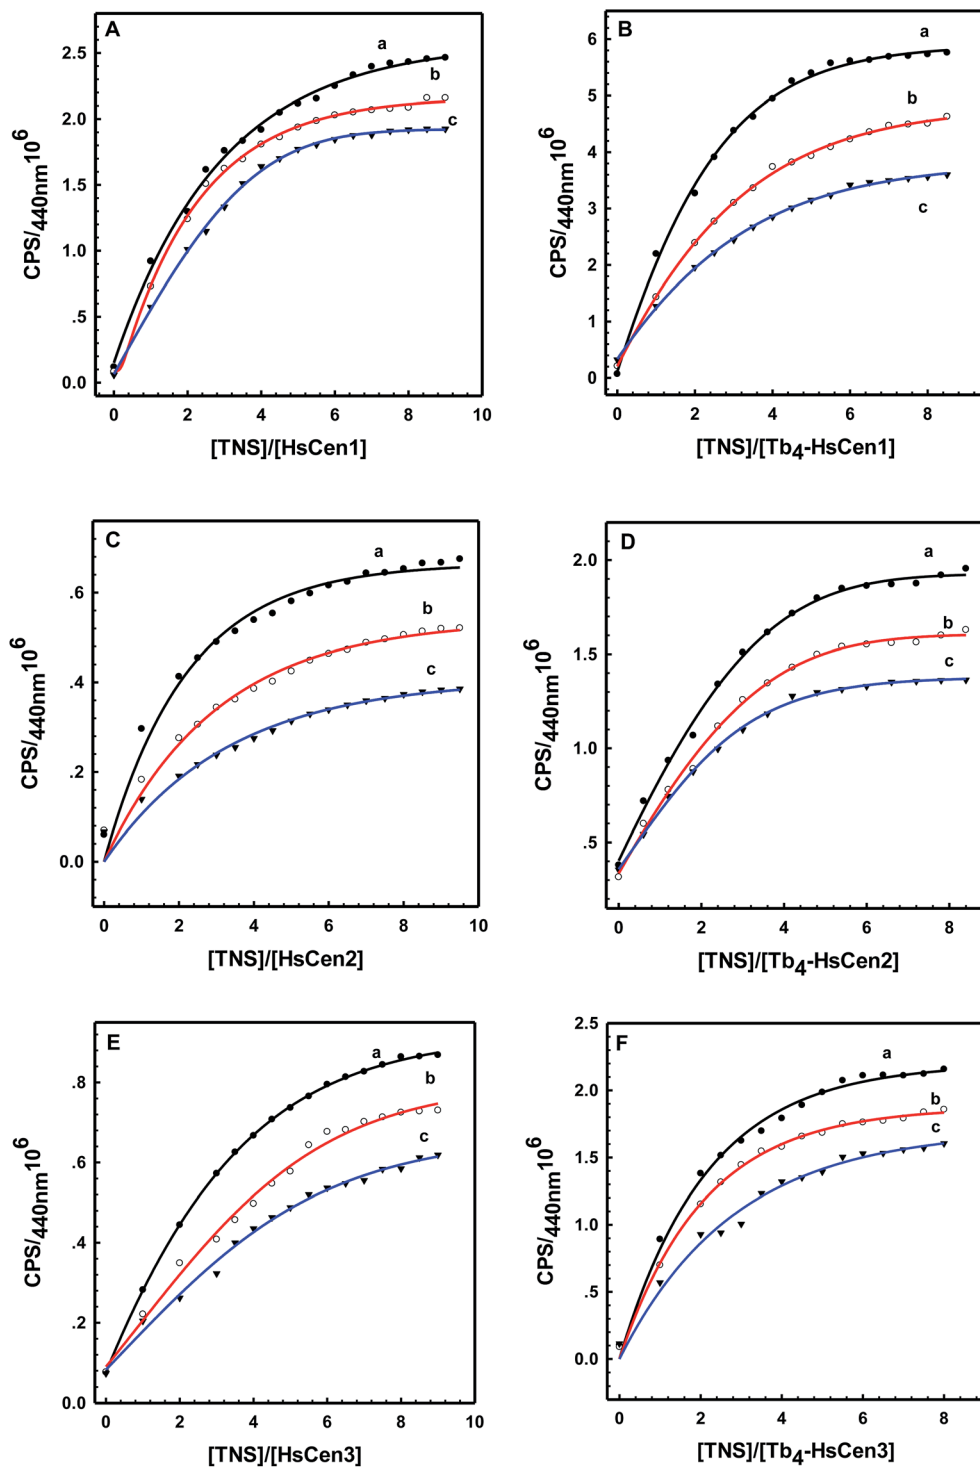 A
a
b
c
2.5
2.0
1.5
1.0
.5
0.0
CPS/440nm10^6
0 2 4 6 8 10
[TNS]/[HsCen1]
B
a
b
c
6
5
4
3
2
1
0
CPS/440nm10^6
0 2 4 6 8
[TNS]/[Tb4-HsCen1]
C
a
b
c
.6
.4
.2
0.0
CPS/440nm10^6
0 2 4 6 8 10
[TNS]/[HsCen2]
D
a
b
c
2.0
1.5
1.0
.5
CPS/440nm10^6
0 2 4 6 8
[TNS]/[Tb4-HsCen2]
E
a
b
c
.8
.6
.4
.2
0.0
CPS/440nm10^6
0 2 4 6 8 10
[TNS]/[HsCen3]
F
a
b
c
2.5
2.0
1.5
1.0
.5
0.0
CPS/440nm10^6
0 2 4 6 8
[TNS]/[Tb4-HsCen3]